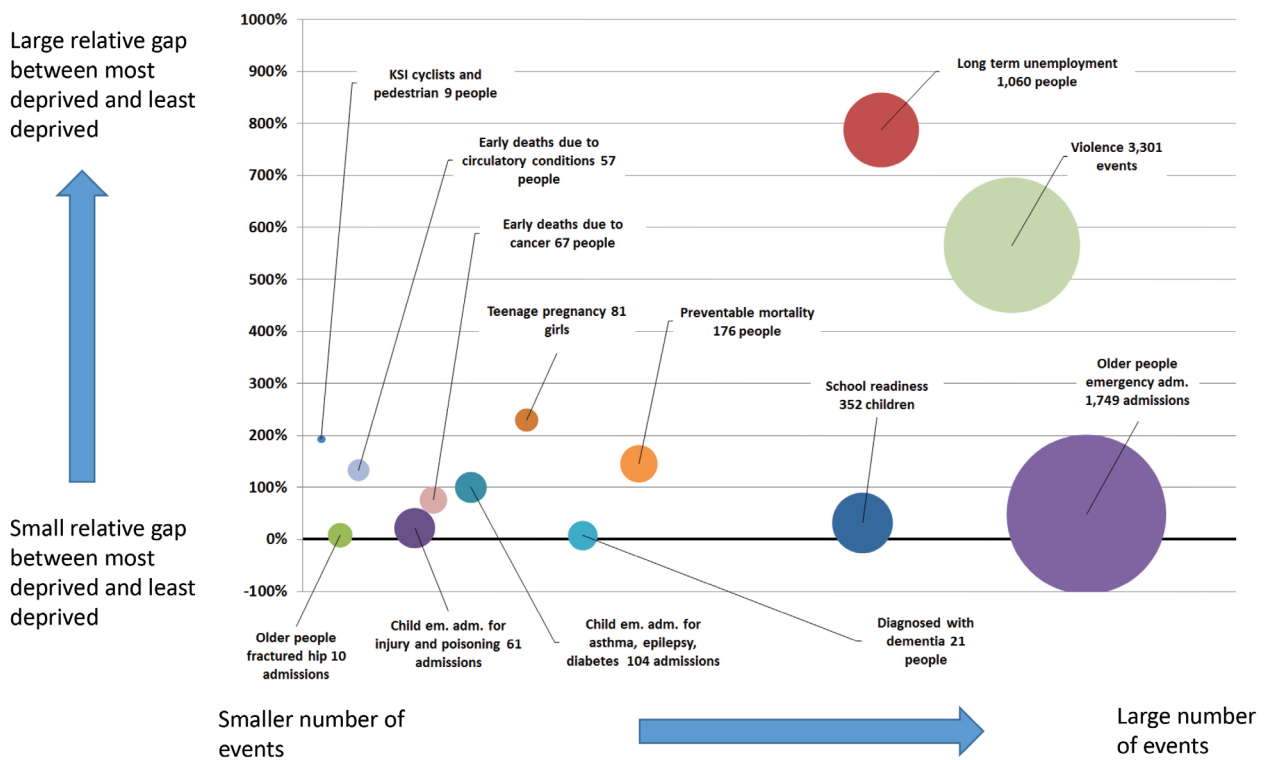 Large relative gap
between most
deprived and least
deprived
Small relative gap
between most
deprived and least
deprived
1000%
900%
800%
700%
600%
500%
400%
300%
200%
100%
0%
-100%
KSI cyclists and
pedestrian 9 people
Early deaths due to
circulatory conditions 57
people
Early deaths due to
cancer 67 people
Teenage pregnancy 81
girls
Preventable mortality
176 people
Long term unemployment
1,060 people
Violence 3,301
events
School readiness
352 children
Older people
emergency adm.
1,749 admissions
Older people
fractured hip 10
admissions
Child em. adm. for
injury and poisoning 61
admissions
Child em. adm. for
asthma, epilepsy,
diabetes 104 admissions
Diagnosed with
dementia 21
people
Smaller number of
events
Large number
of events